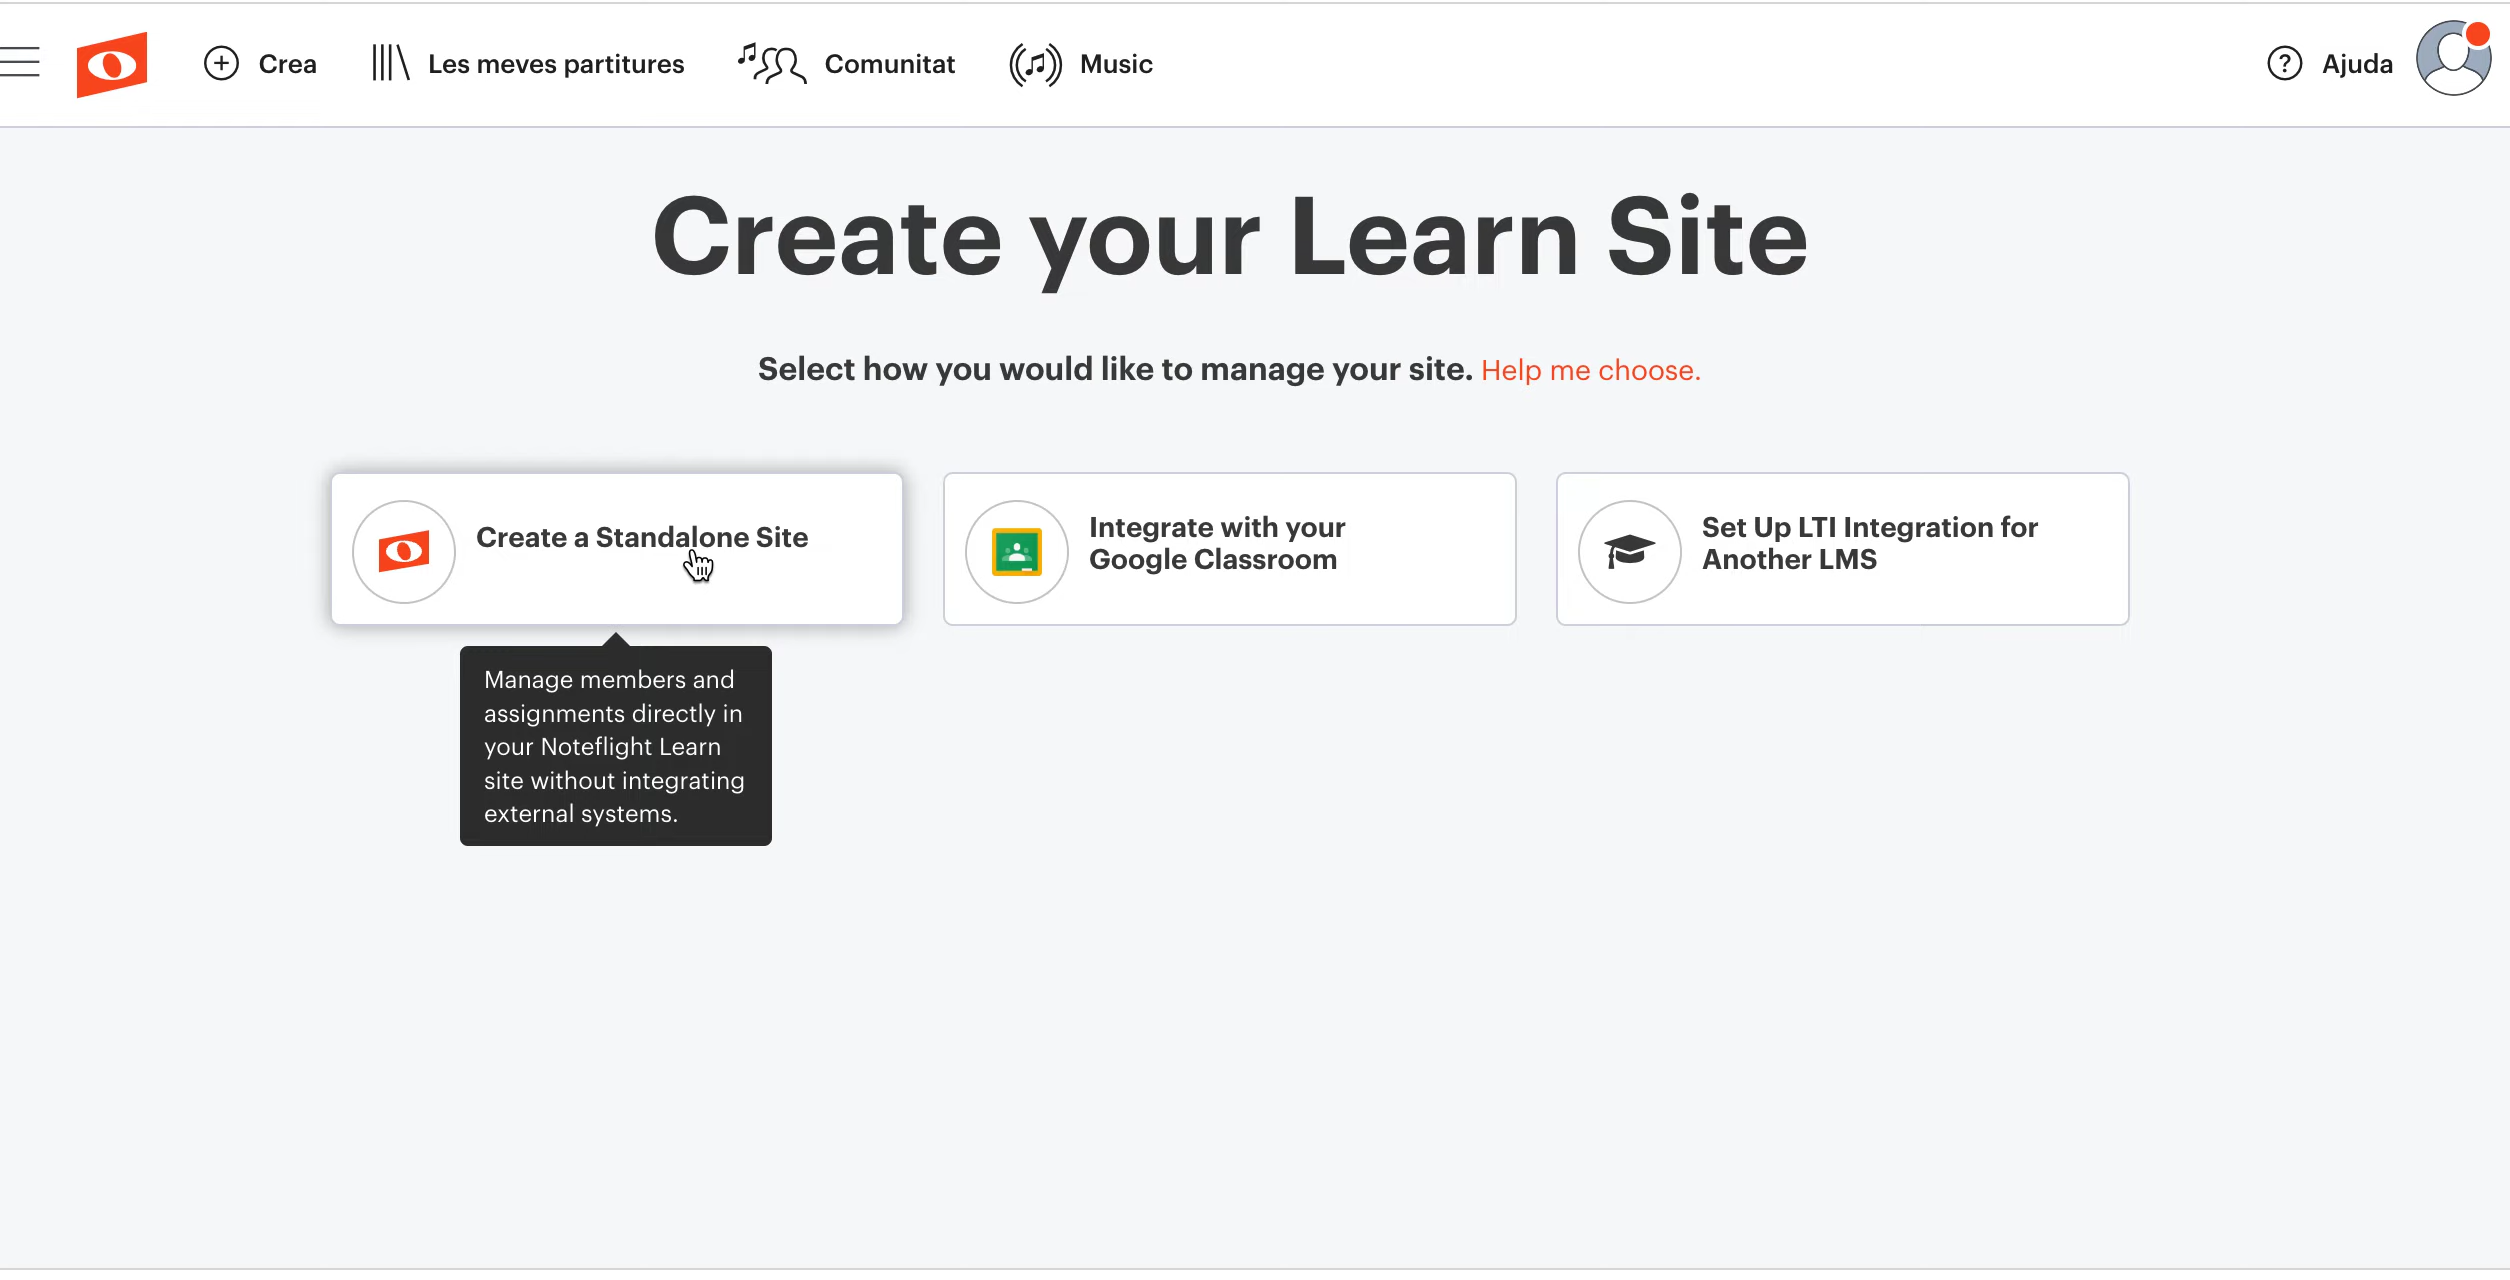 Crea
Les meves partitures
Comunitat
Music
? Ajuda
Create your Learn Site
Select how you would like to manage your site. Help me choose.
Create a Standalone Site
Integrate with your
Google Classroom
Set Up LTI Integration for
Another LMS
Manage members and
assignments directly in
your Noteflight Learn
site without integrating
external systems.